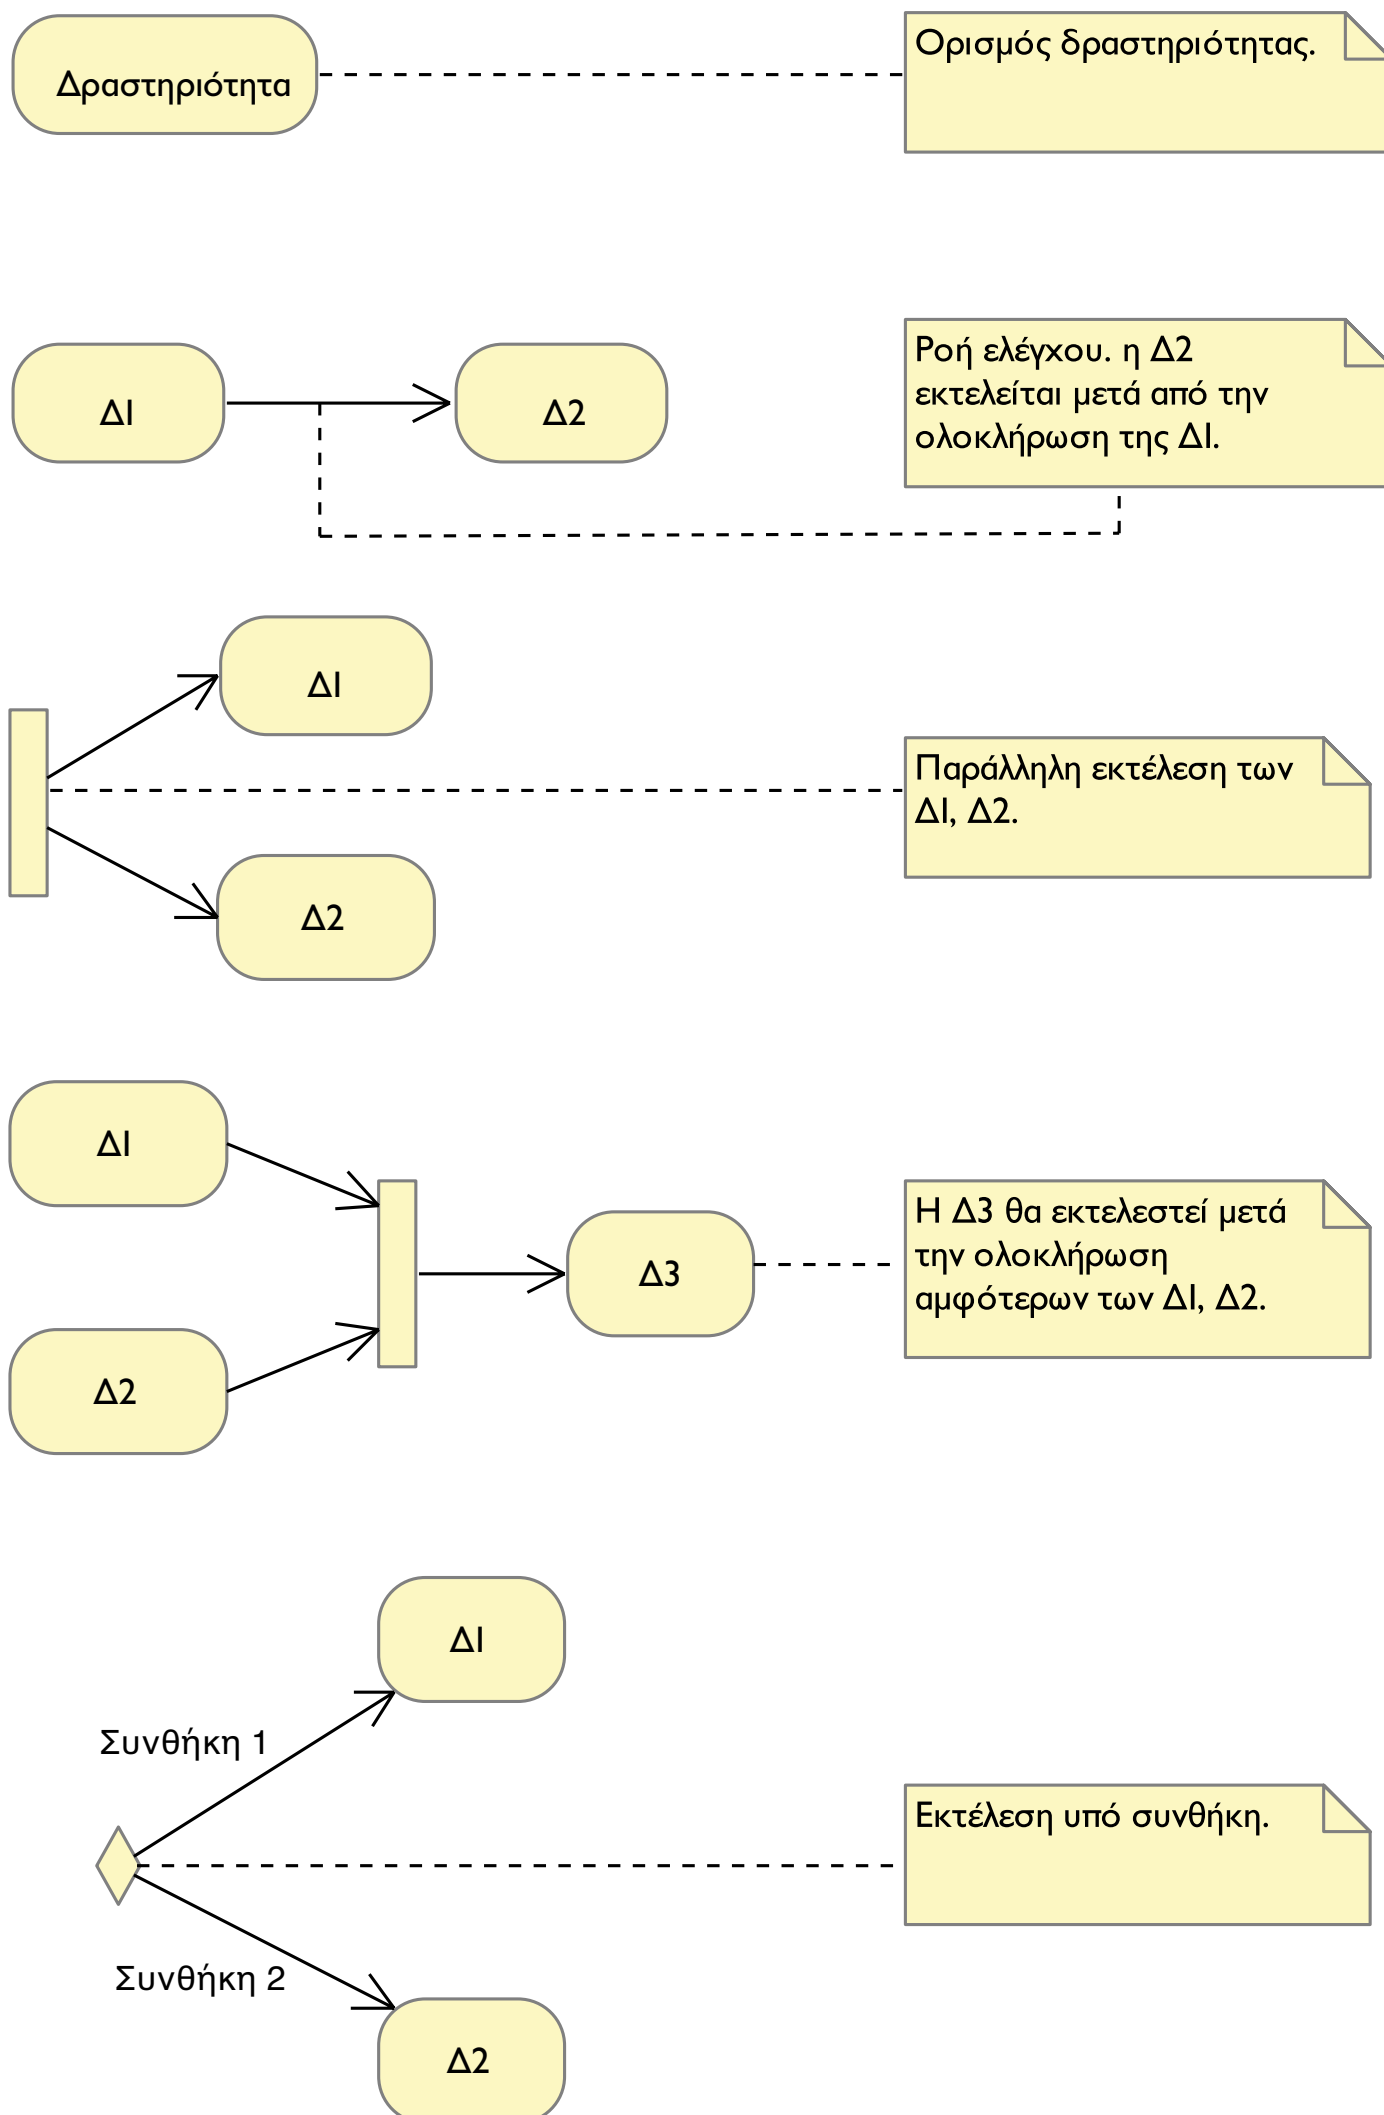 Δραστηριότητα
Ορισμός δραστηριότητας.
Δ1
Δ2
Ροή ελέγχου. η Δ2
εκτελείται μετά από την
ολοκλήρωση της Δ1.
Δ1
Δ2
Παράλληλη εκτέλεση των
Δ1, Δ2.
Δ1
Δ2
Δ3
Η Δ3 θα εκτελεστεί μετά
την ολοκλήρωση
αμφότερων των Δ1, Δ2.
Δ1
Συνθήκη 1
Συνθήκη 2
Δ2
Εκτέλεση υπό συνθήκη.